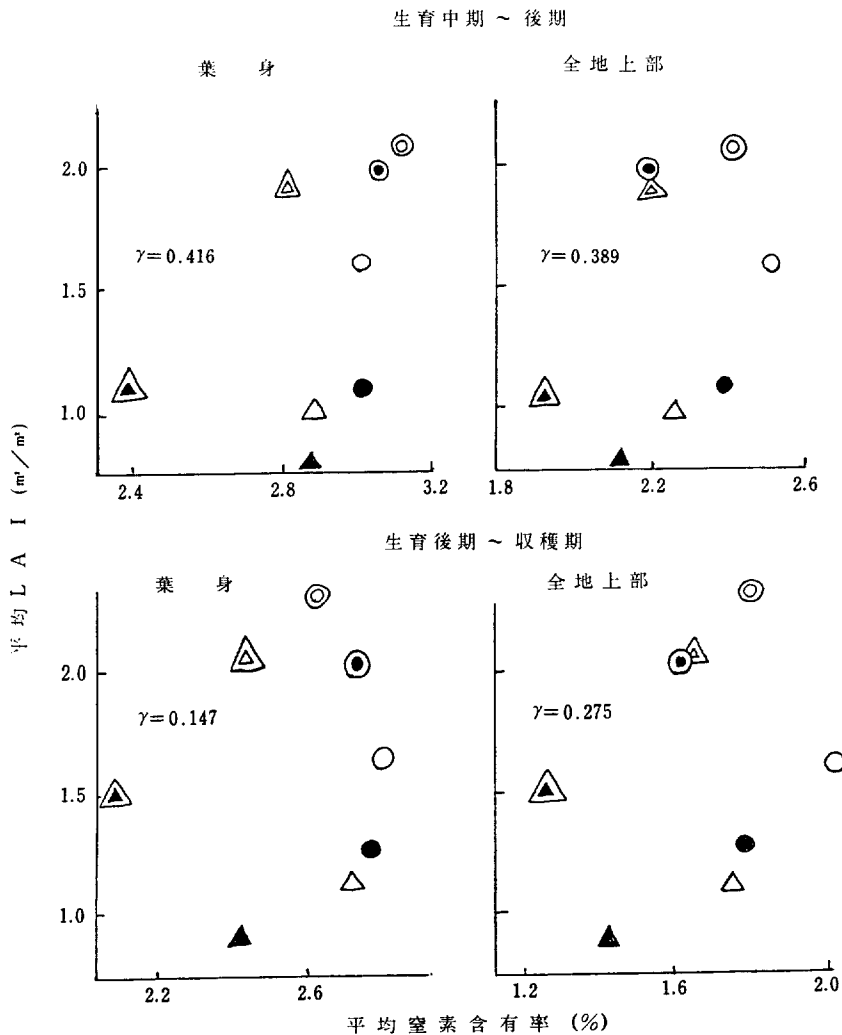 生育中期～後期
葉身 全地上部
2.0
γ=0.416 γ=0.389
1.5
1.0
2.4 2.8 3.2 1.8 2.2 2.6
平均LAI (m²/m²)
生育後期～収穫期
葉身 全地上部
2.0
γ=0.147 γ=0.275
1.5
1.0
2.2 2.6 1.2 1.6 2.0
平均窒素含有率 (%)